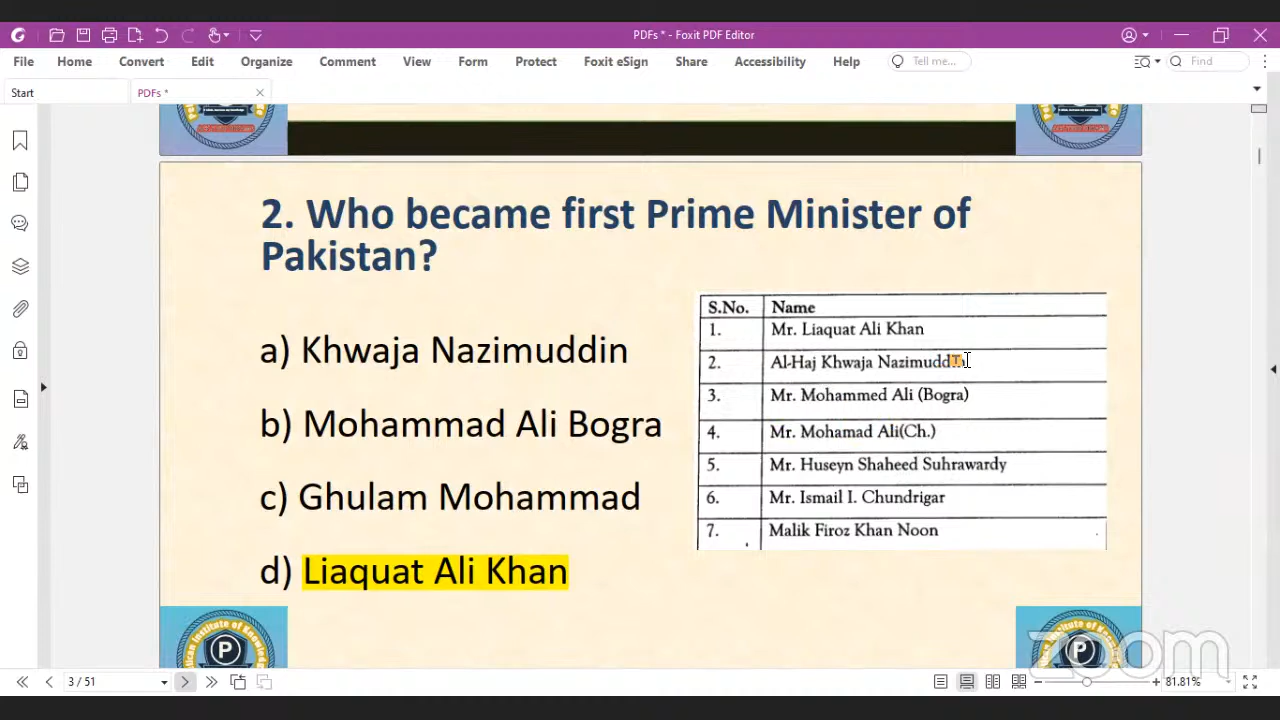 PDFs * - Foxit PDF Editor
File Home Convert Edit Organize Comment View Form Protect Foxit eSign Share Accessibility Help Tell me... Find
Start PDFs *
2. Who became first Prime Minister of
Pakistan?
a) Khwaja Nazimuddin
b) Mohammad Ali Bogra
c) Ghulam Mohammad
d) Liaquat Ali Khan
S.No. Name
1. Mr. Liaquat Ali Khan
2. Al-Haj Khwaja Nazimuddin
3. Mr. Mohammed Ali (Bogra)
4. Mr. Mohamad Ali(Ch.)
5. Mr. Huseyn Shaheed Suhrawardy
6. Mr. Ismail I. Chundrigar
7. Malik Firoz Khan Noon
P
P
zoom
3 / 51
81.81%